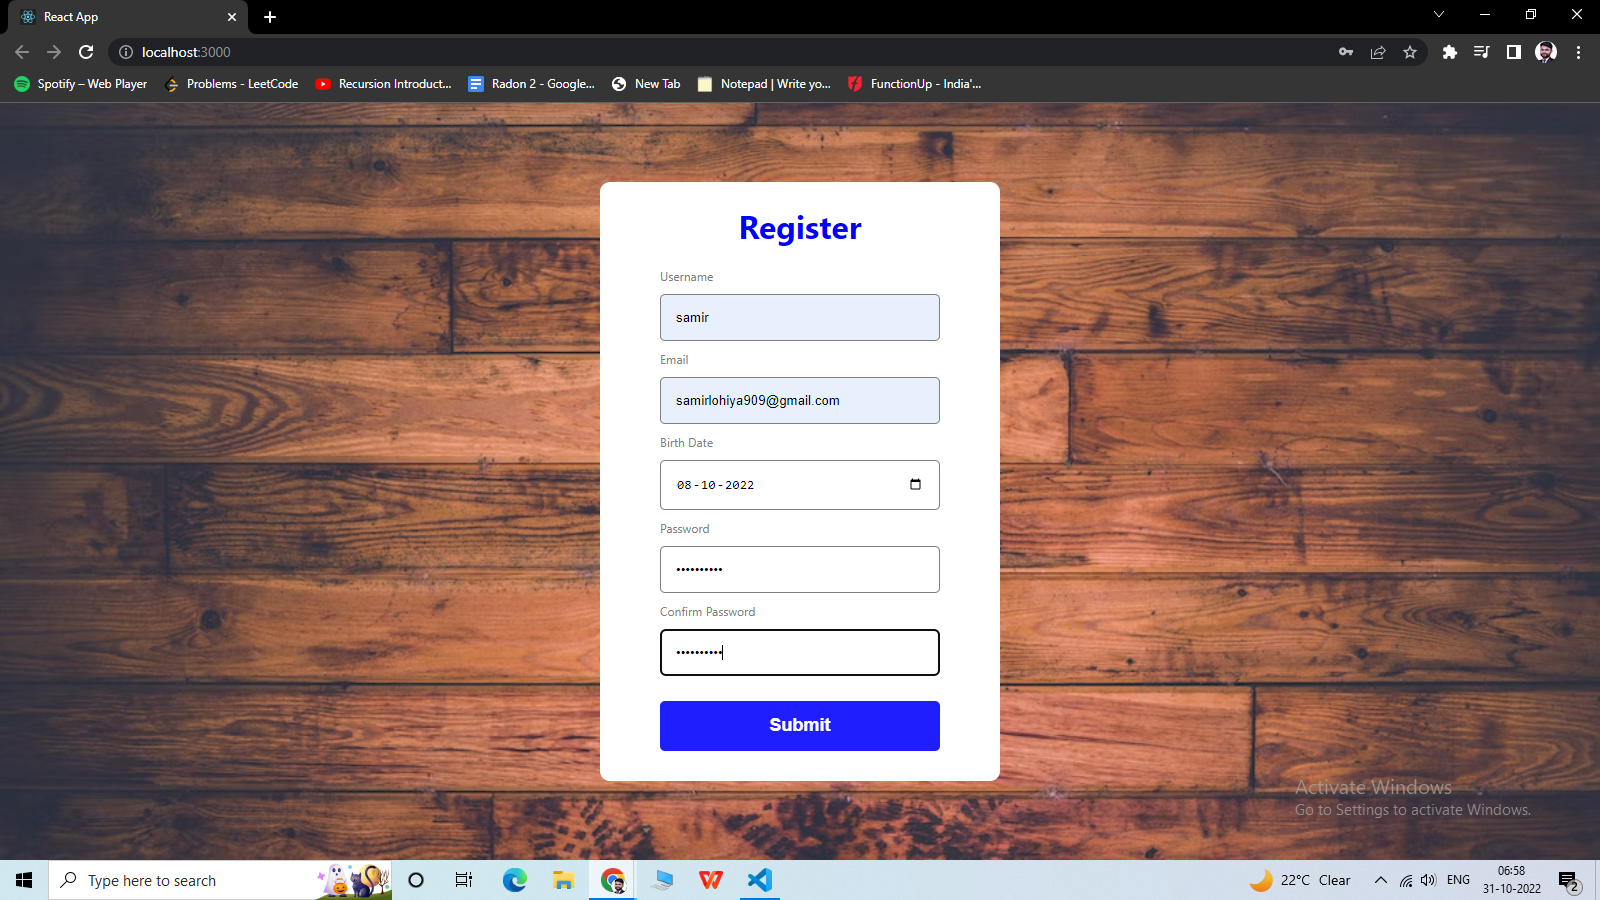 React App
localhost:3000
Spotify – Web Player
Problems - LeetCode
Recursion Introduct...
Radon 2 - Google...
New Tab
Notepad | Write yo...
FunctionUp - India'...
Register
Username
samir
Email
samirlohiya909@gmail.com
Birth Date
08-10-2022
Password
••••••••••
Confirm Password
••••••••••
Submit
Activate Windows
Go to Settings to activate Windows.
Type here to search
22°C Clear
ENG
06:58
31-10-2022
2